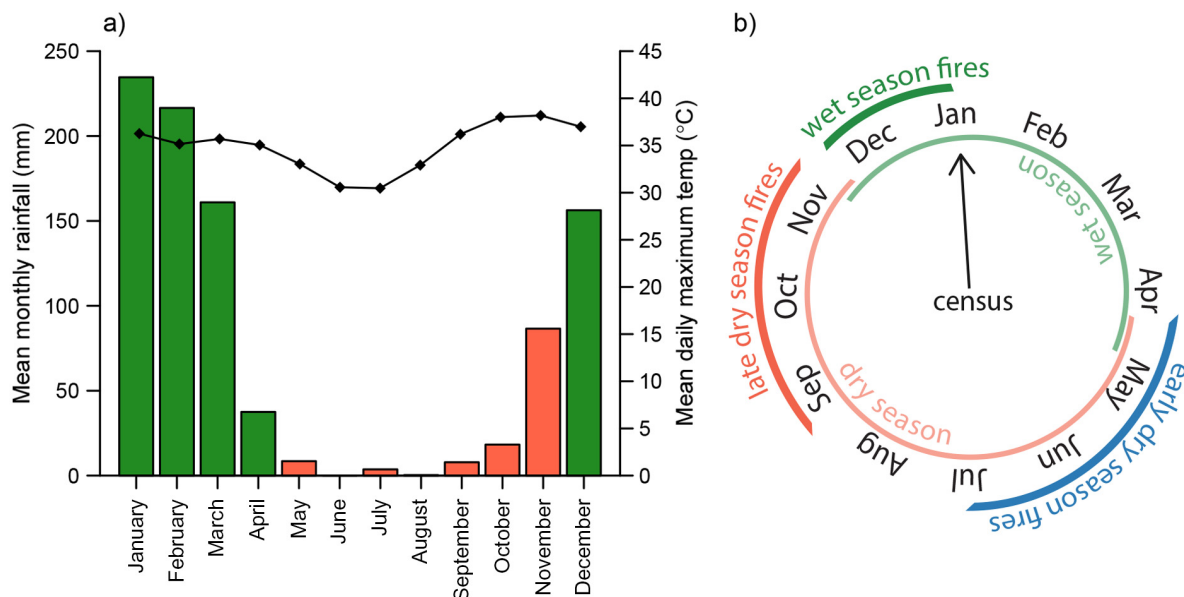 a)
Mean monthly rainfall (mm)
250
200
150
100
50
0
45
40
35
30
25
20
15
10
5
0
Mean daily maximum temp (°C)
January
February
March
April
May
June
July
August
September
October
November
December
b)
wet season fires
late dry season fires
early dry season fires
Jan
Feb
Mar
Apr
May
Jun
Jul
Aug
Sep
Oct
Nov
Dec
wet season
dry season
census